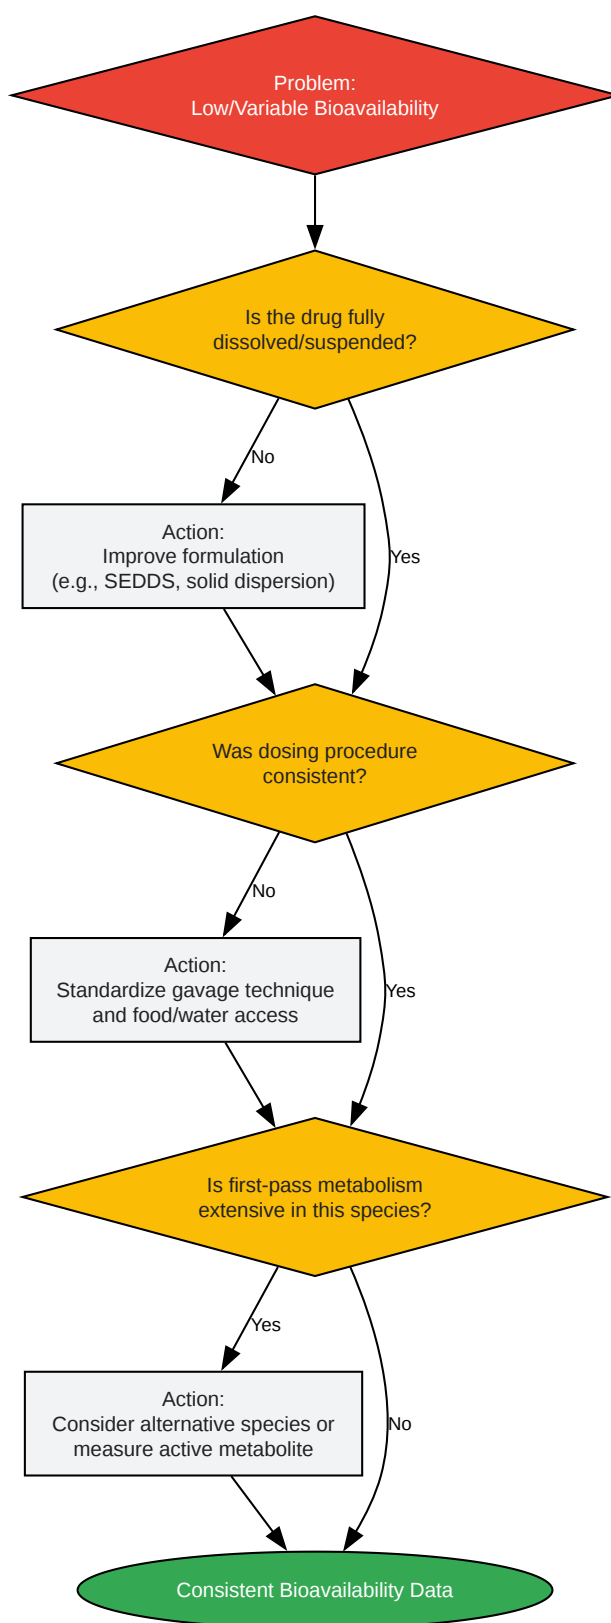 Problem:
Low/Variable Bioavailability
Is the drug fully
dissolved/suspended?
No
Yes
Action:
Improve formulation
(e.g., SEDDS, solid dispersion)
Was dosing procedure
consistent?
No
Yes
Action:
Standardize gavage technique
and food/water access
Is first-pass metabolism
extensive in this species?
Yes
No
Action:
Consider alternative species or
measure active metabolite
Consistent Bioavailability Data